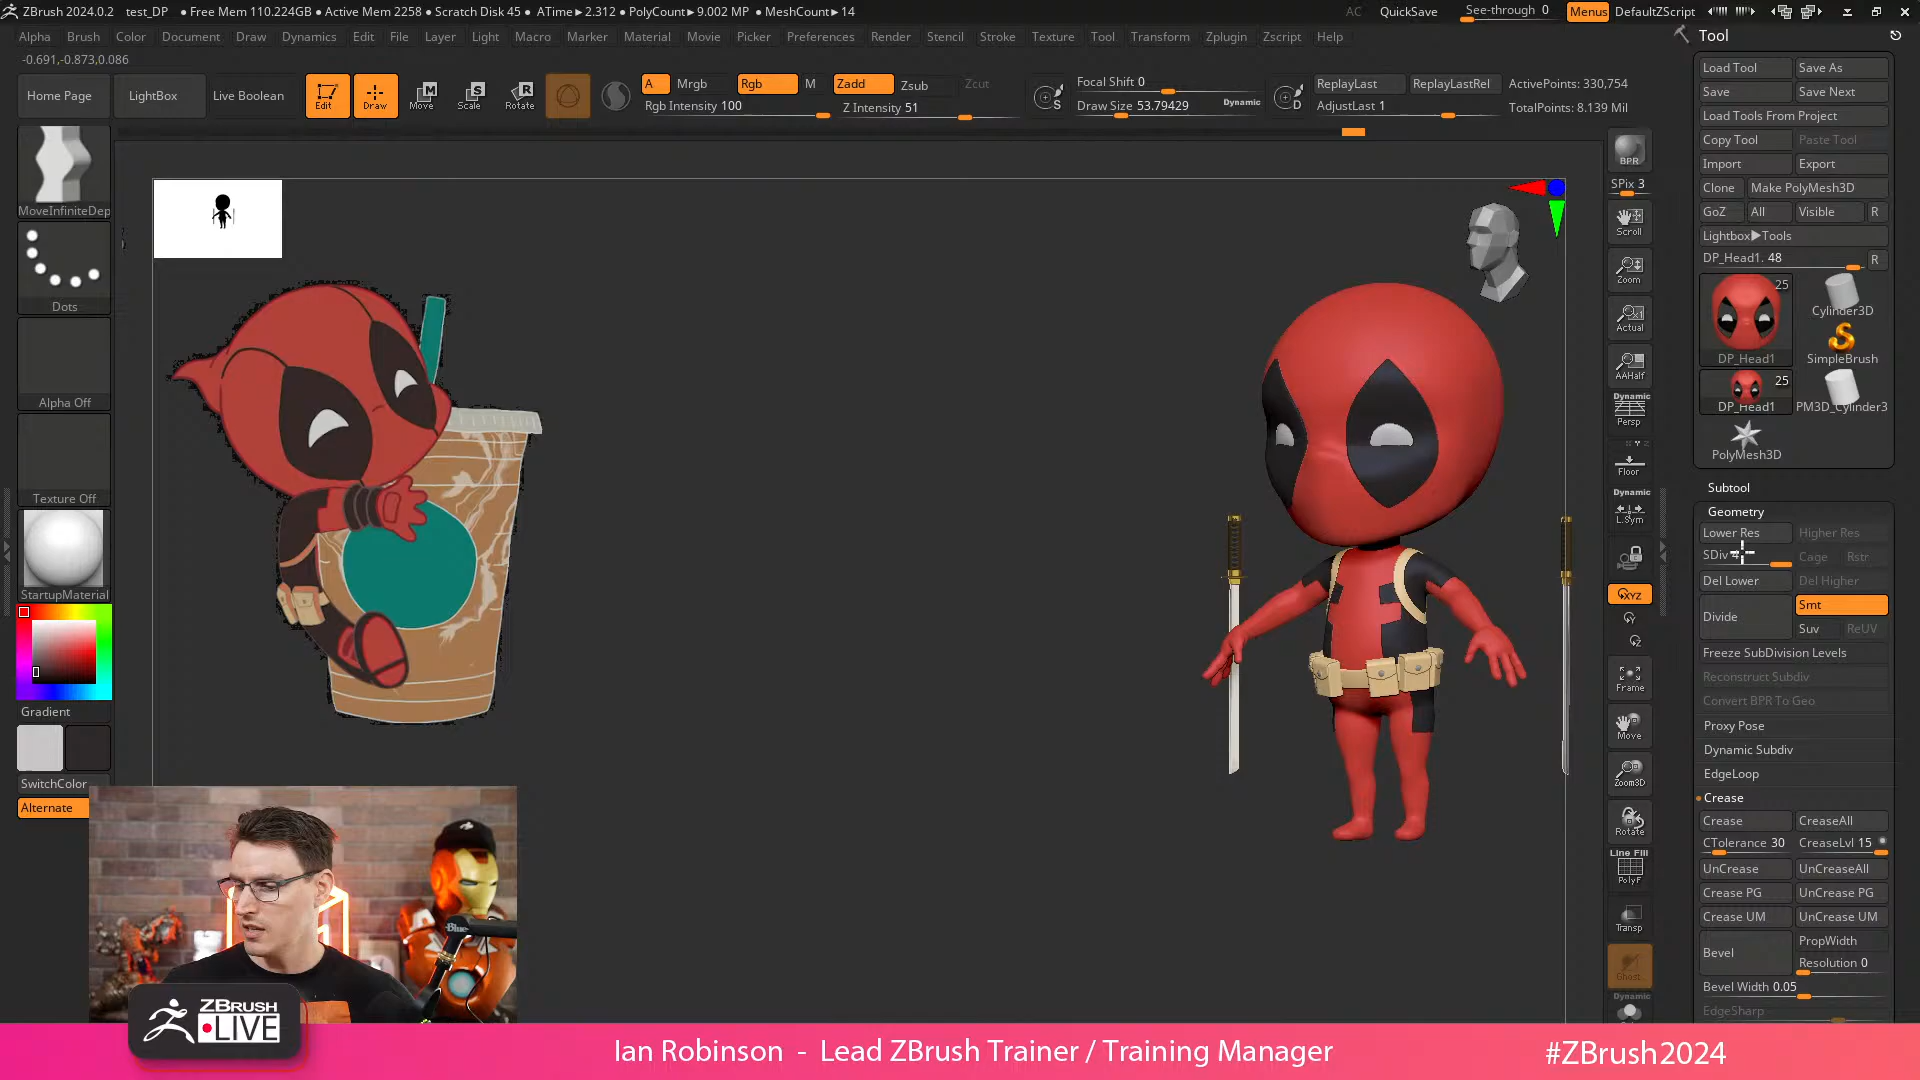 ZBrush 2024.0.2 test_DP • Free Mem 110.224GB • Active Mem 2258 • Scratch Disk 45 • ATime►2.312 • PolyCount►9.002 MP • MeshCount►14
AC QuickSave See-through 0 Menus DefaultZScript
Alpha Brush Color Document Draw Dynamics Edit File Layer Light Macro Marker Material Movie Picker Preferences Render Stencil Stroke Texture Tool Transform Zplugin Zscript Help
Tool
-0.691,-0.873,0.086
Home Page LightBox Live Boolean Edit Draw Move Scale Rotate
A Mrgb Rgb M Zadd Zsub Zcut
Rgb Intensity 100 Z Intensity 51
Focal Shift 0
Draw Size 53.79429 Dynamic
S D
ReplayLast ReplayLastRel ActivePoints: 330,754
AdjustLast 1 TotalPoints: 8.139 Mil
MoveInfiniteDep
Dots
Alpha Off
Texture Off
StartupMaterial
Gradient
SwitchColor
Alternate
BPR
SPix 3
Scroll
Zoom
Actual
AAHalf
Dynamic
Persp
Floor
Dynamic
L.Sym
XYZ
Frame
Move
Zoom3D
Rotate
Line Fill
PolyF
Transp
Ghost
Dynamic
Load Tool Save As
Save Save Next
Load Tools From Project
Copy Tool Paste Tool
Import Export
Clone Make PolyMesh3D
GoZ All Visible R
Lightbox►Tools
DP_Head1. 48 R
25
DP_Head1 Cylinder3D
SimpleBrush
25
DP_Head1 PM3D_Cylinder3
PolyMesh3D
Subtool
Geometry
Lower Res Higher Res
SDiv Cage Rstr
Del Lower Del Higher
Divide Smt
Suv ReUV
Freeze SubDivision Levels
Reconstruct Subdiv
Convert BPR To Geo
Proxy Pose
Dynamic Subdiv
EdgeLoop
Crease
Crease CreaseAll
CTolerance 30 CreaseLvl 15
UnCrease UnCreaseAll
Crease PG UnCrease PG
Crease UM UnCrease UM
Bevel PropWidth
Resolution 0
Bevel Width 0.05
EdgeSharp
Blue
ZBRUSH
LIVE
Ian Robinson - Lead ZBrush Trainer / Training Manager
#ZBrush2024